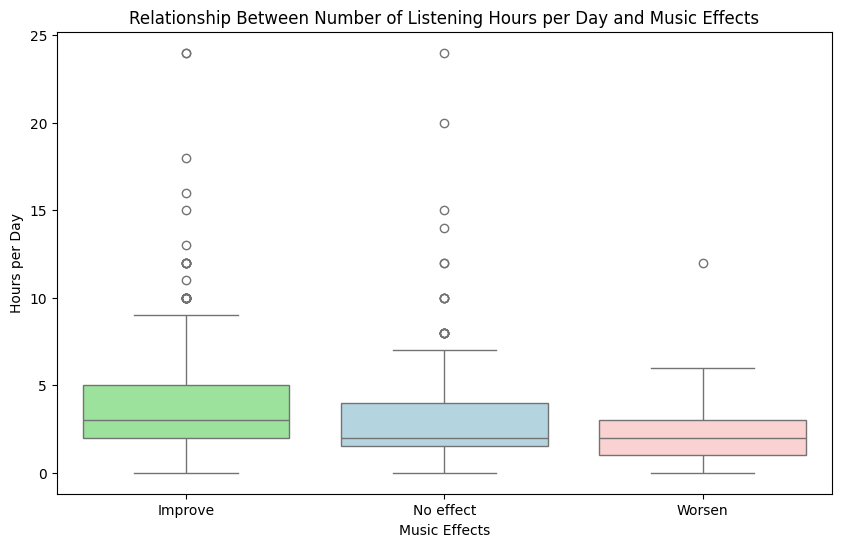 Relationship Between Number of Listening Hours per Day and Music Effects
25
20
15
10
5
0
Hours per Day
Improve
No effect
Worsen
Music Effects